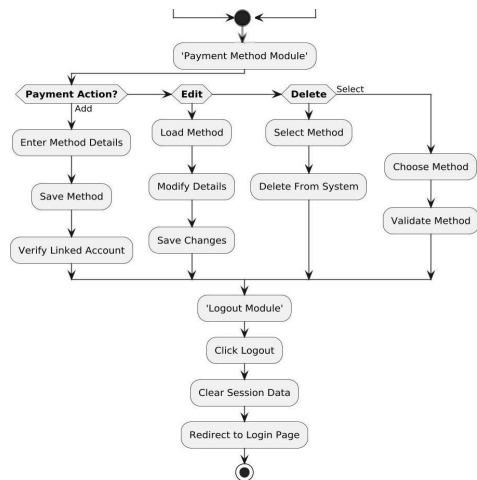 'Payment Method Module'
Payment Action?
Edit
Delete
Select
Add
Enter Method Details
Load Method
Select Method
Choose Method
Save Method
Modify Details
Delete From System
Validate Method
Verify Linked Account
Save Changes
'Logout Module'
Click Logout
Clear Session Data
Redirect to Login Page